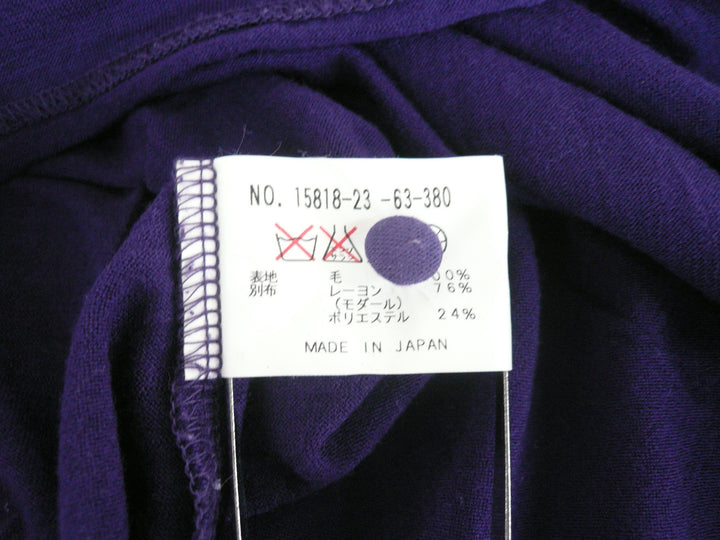 NO. 15818-23 -63-380
表地 毛 00%
別布 レーヨン 76%
(モダール)
ポリエステル 24%
MADE IN JAPAN